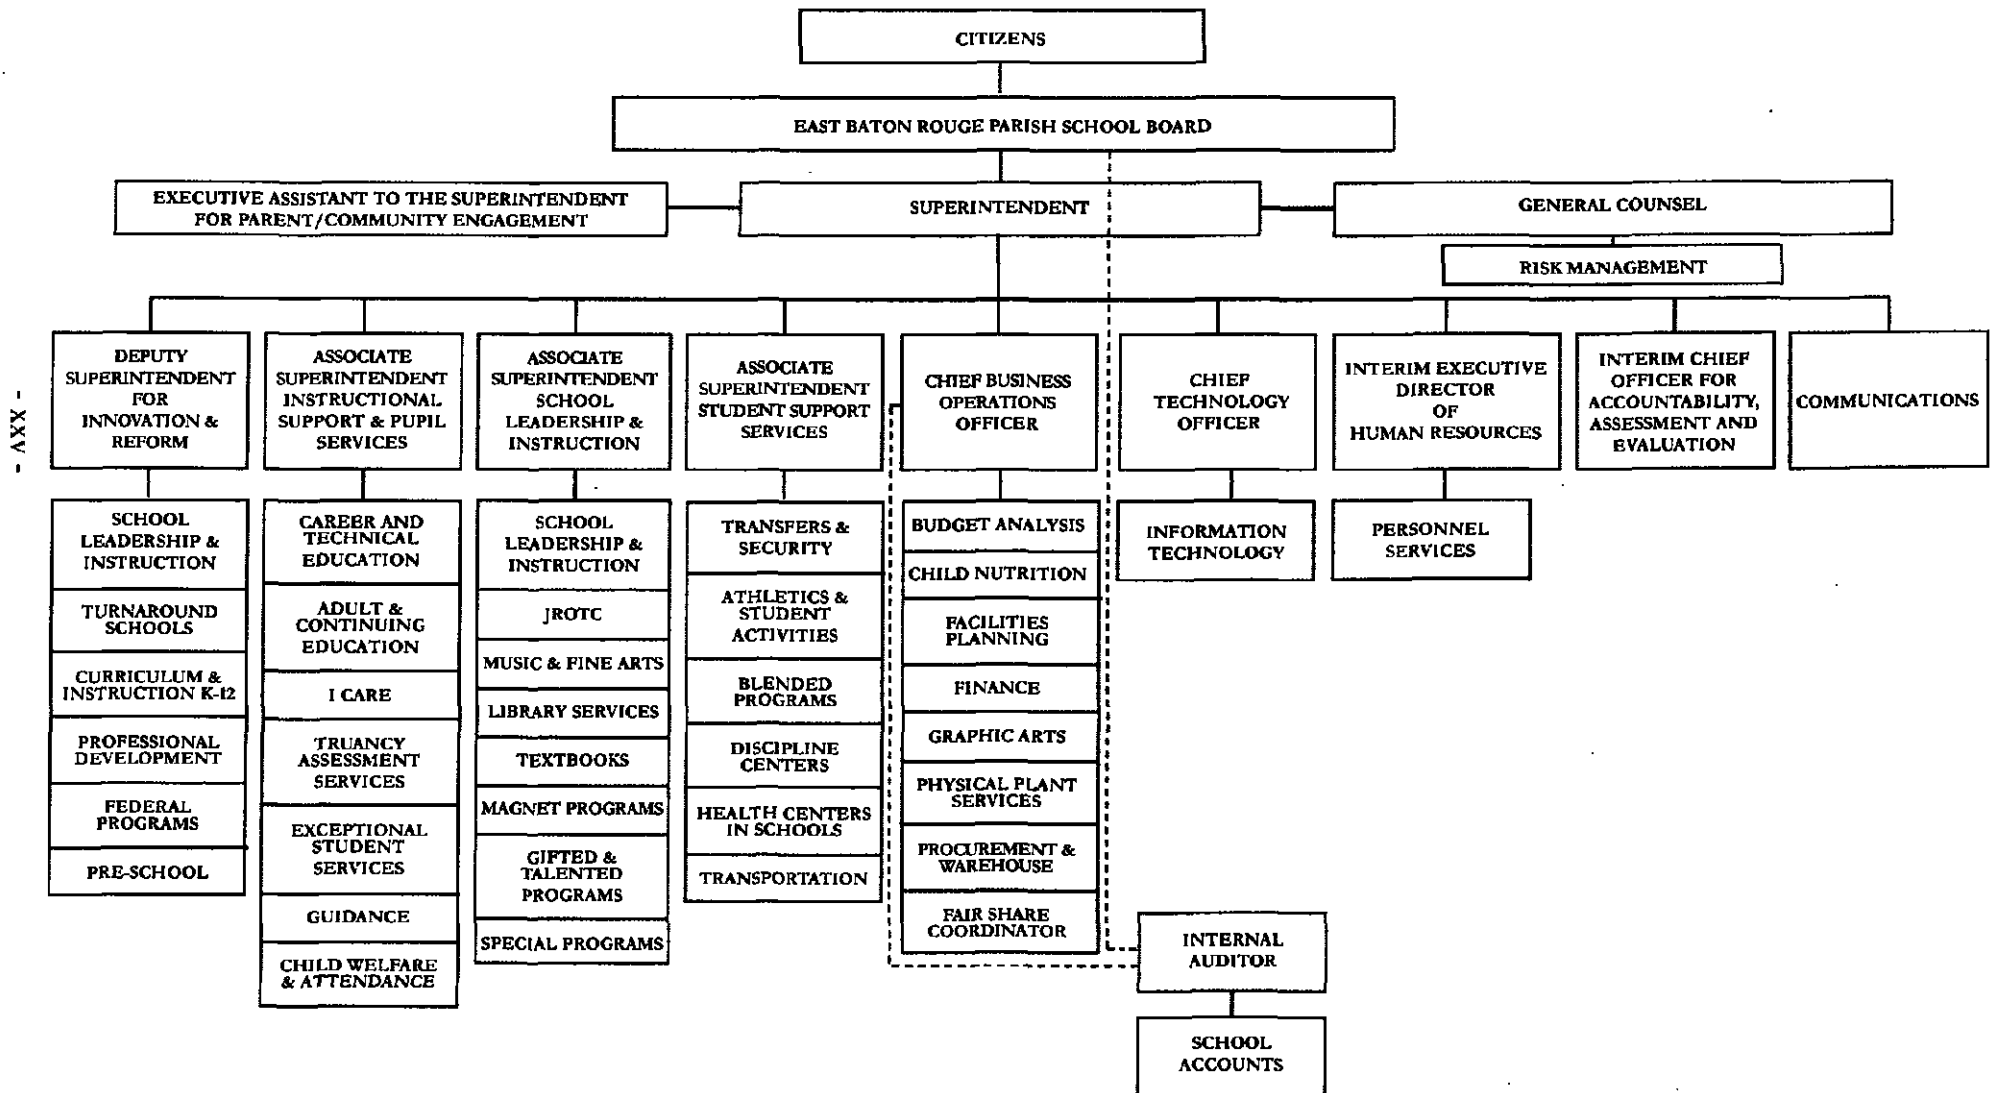 CITIZENS
EAST BATON ROUGE PARISH SCHOOL BOARD
EXECUTIVE ASSISTANT TO THE SUPERINTENDENT
FOR PARENT/COMMUNITY ENGAGEMENT
SUPERINTENDENT
GENERAL COUNSEL
RISK MANAGEMENT
DEPUTY
SUPERINTENDENT
FOR
INNOVATION &
REFORM
ASSOCIATE
SUPERINTENDENT
INSTRUCTIONAL
SUPPORT & PUPIL
SERVICES
ASSOCIATE
SUPERINTENDENT
SCHOOL
LEADERSHIP
& INSTRUCTION
ASSOCIATE
SUPERINTENDENT
STUDENT SUPPORT
SERVICES
CHIEF BUSINESS
OPERATIONS
OFFICER
CHIEF
TECHNOLOGY
OFFICER
INTERIM EXECUTIVE
DIRECTOR
OF
HUMAN RESOURCES
INTERIM CHIEF
OFFICER FOR
ACCOUNTABILITY,
ASSESSMENT AND
EVALUATION
COMMUNICATIONS
SCHOOL
LEADERSHIP &
INSTRUCTION
TURNAROUND
SCHOOLS
CURRICULUM &
INSTRUCTION K-12
PROFESSIONAL
DEVELOPMENT
FEDERAL
PROGRAMS
PRE-SCHOOL
CAREER AND
TECHNICAL
EDUCATION
ADULT &
CONTINUING
EDUCATION
I CARE
TRUANCY
ASSESSMENT
SERVICES
EXCEPTIONAL
STUDENT
SERVICES
GUIDANCE
CHILD WELFARE
& ATTENDANCE
SCHOOL
LEADERSHIP &
INSTRUCTION
JROTC
MUSIC & FINE ARTS
LIBRARY SERVICES
TEXTBOOKS
MAGNET PROGRAMS
GIFTED &
TALENTED
PROGRAMS
SPECIAL PROGRAMS
TRANSFERS &
SECURITY
ATHLETICS &
STUDENT
ACTIVITIES
BLENDED
PROGRAMS
DISCIPLINE
CENTERS
HEALTH CENTERS
IN SCHOOLS
TRANSPORTATION
BUDGET ANALYSIS
CHILD NUTRITION
FACILITIES
PLANNING
FINANCE
GRAPHIC ARTS
PHYSICAL PLANT
SERVICES
PROCUREMENT &
WAREHOUSE
FAIR SHARE
COORDINATOR
INFORMATION
TECHNOLOGY
PERSONNEL
SERVICES
INTERNAL
AUDITOR
SCHOOL
ACCOUNTS
- XXV -